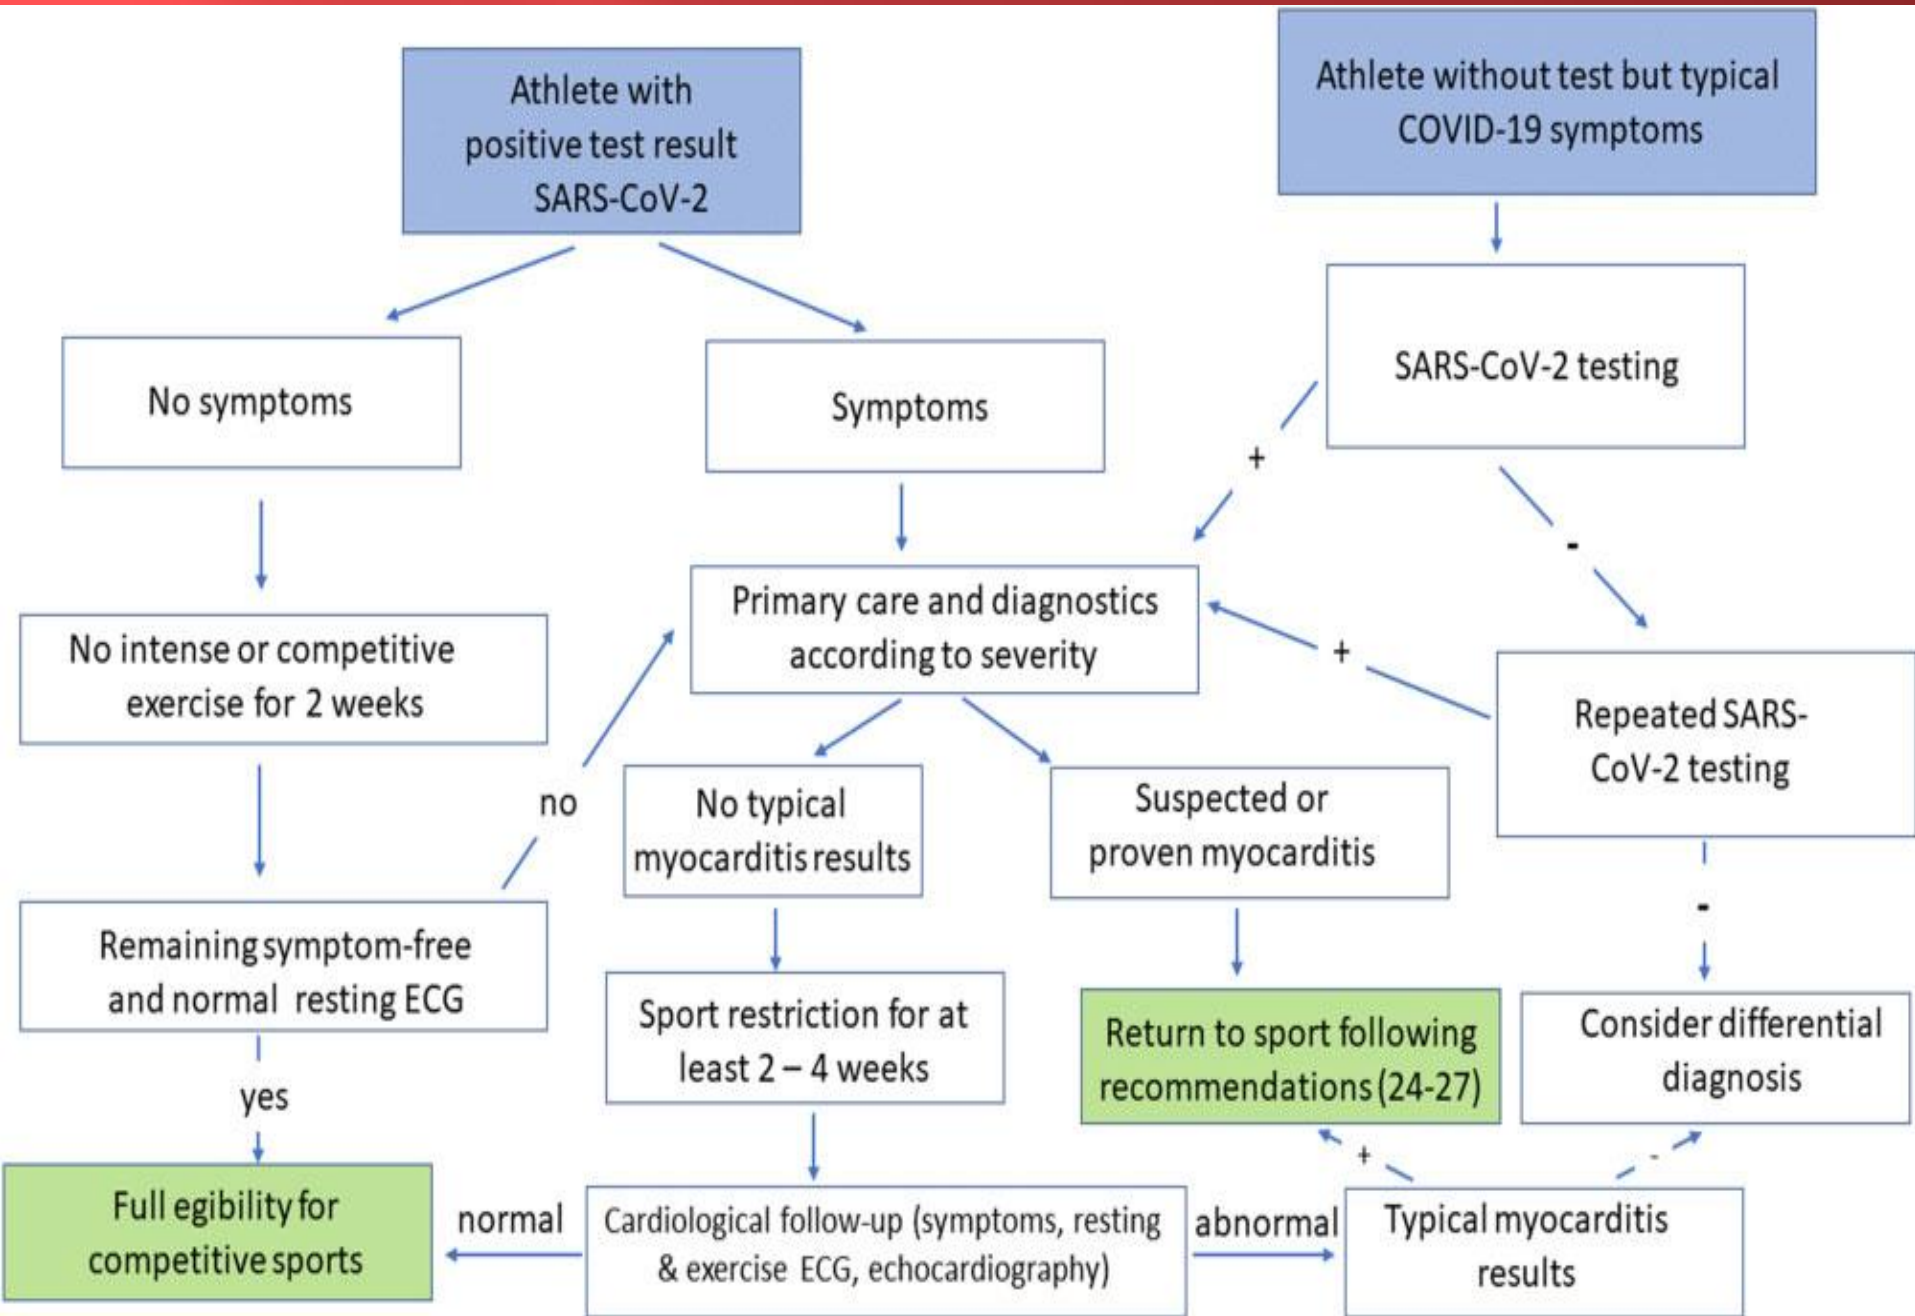 Athlete with
positive test result
SARS-CoV-2
Athlete without test but typical
COVID-19 symptoms
No symptoms
Symptoms
SARS-CoV-2 testing
+
-
No intense or competitive
exercise for 2 weeks
Primary care and diagnostics
according to severity
+
Repeated SARS-
CoV-2 testing
no
No typical
myocarditis results
Suspected or
proven myocarditis
-
Remaining symptom-free
and normal resting ECG
Sport restriction for at
least 2 – 4 weeks
Return to sport following
recommendations (24-27)
Consider differential
diagnosis
yes
+
-
Full egibility for
competitive sports
normal
Cardiological follow-up (symptoms, resting
& exercise ECG, echocardiography)
abnormal
Typical myocarditis
results